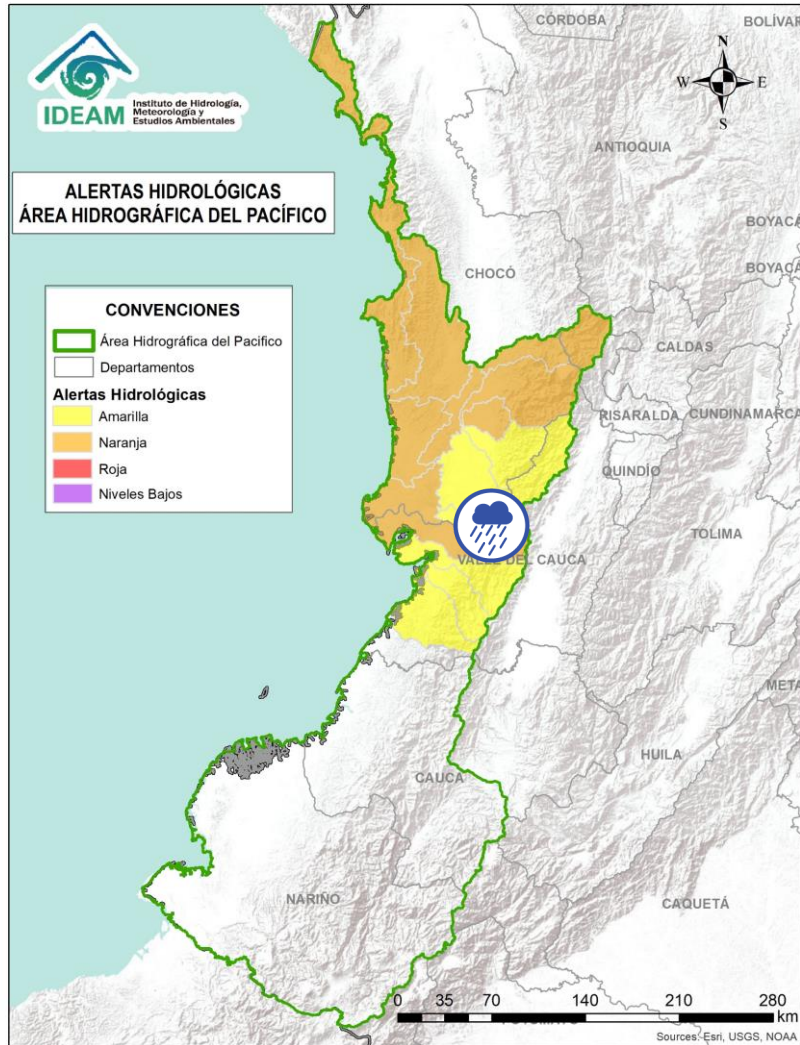 IDEAM
Instituto de Hidrología,
Meteorología y
Estudios Ambientales
ALERTAS HIDROLÓGICAS
ÁREA HIDROGRÁFICA DEL PACÍFICO
CONVENCIONES
Área Hidrográfica del Pacifico
Departamentos
Alertas Hidrológicas
Amarilla
Naranja
Roja
Niveles Bajos
N
W
E
S
CÓRDOBA
BOLÍVAR
ANTIOQUIA
BOYACÁ
BOYACÁ
CHOCÓ
CALDAS
RISARALDA
CUNDINAMARCA
QUINDÍO
TOLIMA
VALLE DEL CAUCA
META
HUILA
CAUCA
NARIÑO
CAQUETÁ
0 35 70 140 210 280
km
Sources: Esri, USGS, NOAA